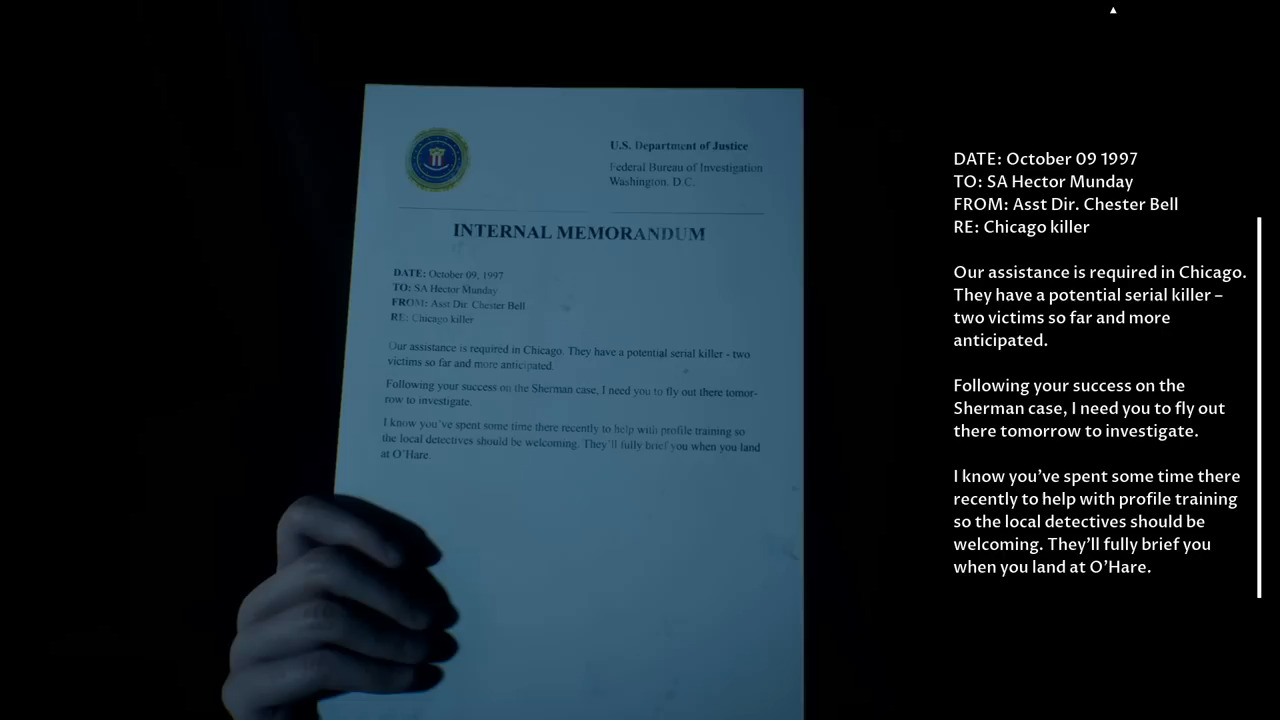 U.S. Department of Justice
Federal Bureau of Investigation
Washington, D.C.
INTERNAL MEMORANDUM
DATE: October 09, 1997
TO: SA Hector Munday
FROM: Asst Dir. Chester Bell
RE: Chicago killer
Our assistance is required in Chicago. They have a potential serial killer - two
victims so far and more anticipated.
Following your success on the Sherman case, I need you to fly out there tomor-
row to investigate.
I know you've spent some time there recently to help with profile training so
the local detectives should be welcoming. They'll fully brief you when you land
at O'Hare.
DATE: October 09 1997
TO: SA Hector Munday
FROM: Asst Dir. Chester Bell
RE: Chicago killer
Our assistance is required in Chicago.
They have a potential serial killer –
two victims so far and more
anticipated.
Following your success on the
Sherman case, I need you to fly out
there tomorrow to investigate.
I know you've spent some time there
recently to help with profile training
so the local detectives should be
welcoming. They'll fully brief you
when you land at O'Hare.